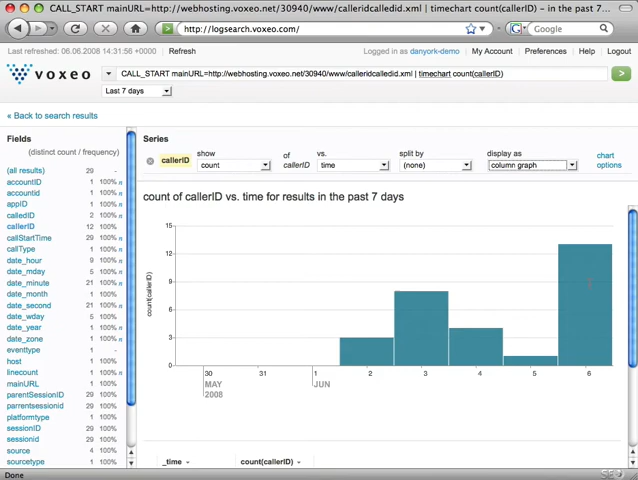 CALL_START mainURL=http://webhosting.voxeo.net/30940/www/calleridcalledid.xml | timechart count(callerID) – in the past 7...
http://logsearch.voxeo.com/
Google
Last refreshed: 06.06.2008 14:31:56 +0000 Refresh
Logged in as danyork-demo My Account Preferences Help Logout
voxeo
CALL_START mainURL=http://webhosting.voxeo.net/30940/www/calleridcalledid.xml | timechart count(callerID)
Last 7 days
« Back to search results
Fields
(distinct count / frequency)
(all results) 29 -
accountID 1 100% n
accountid 1 100% n
appID 1 100% n
calledID 2 100% n
callerID 12 100%
callStartTime 29 100% n
callType 1 100% n
date_hour 9 100% n
date_mday 5 100% n
date_minute 21 100% n
date_month 1 100%
date_second 21 100% n
date_wday 5 100%
date_year 1 100% n
date_zone 1 100% n
eventtype 1 -
host 1 100%
linecount 1 100% n
mainURL 1 100%
parentSessionID 29 100%
parrentsessionid 29 100%
platformtype 1 100%
sessionID 29 100%
sessionid 29 100%
source 4 100%
sourcetype 1 100%
Series
callerID
show
count
of
callerID
vs.
time
split by
(none)
display as
column graph
chart
options
count of callerID vs. time for results in the past 7 days
count(callerID)
15
12
9
6
3
0
30 31 1 2 3 4 5 6
MAY JUN
2008
_time count(callerID)
Done